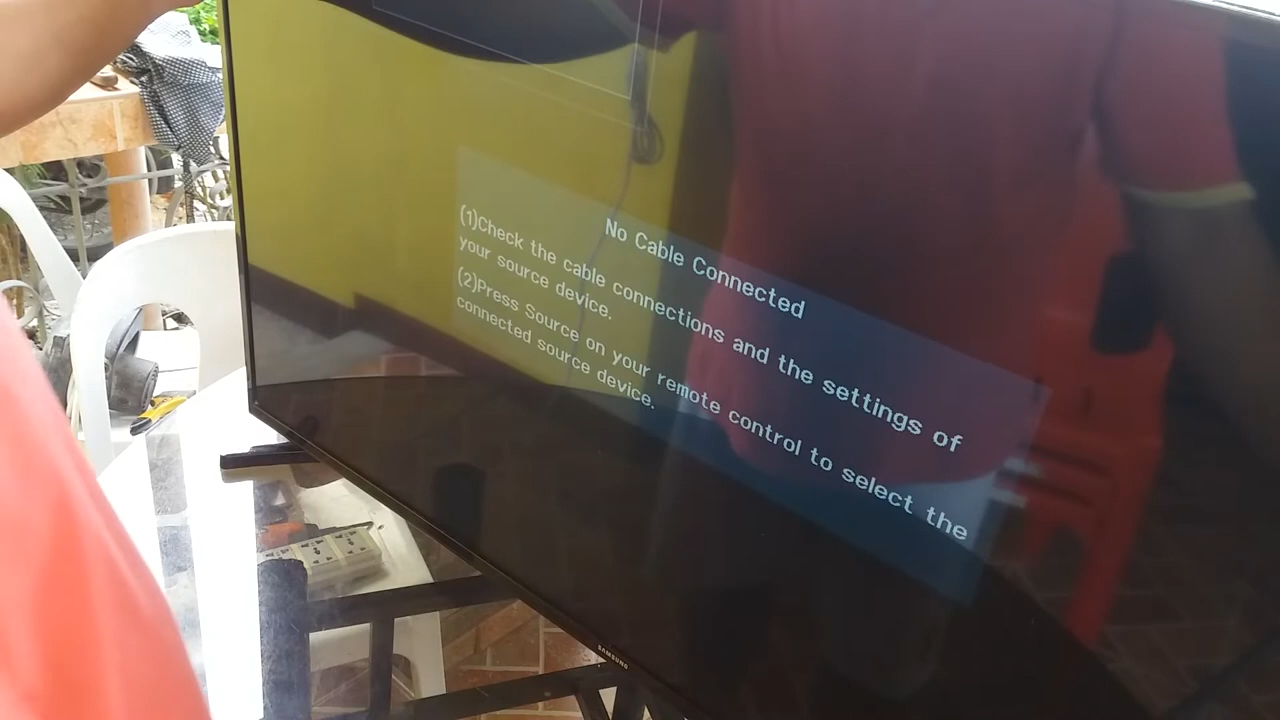 No Cable Connected
(1)Check the cable connections and the settings of
your source device.
(2)Press Source on your remote control to select the
connected source device.
SAMSUNG